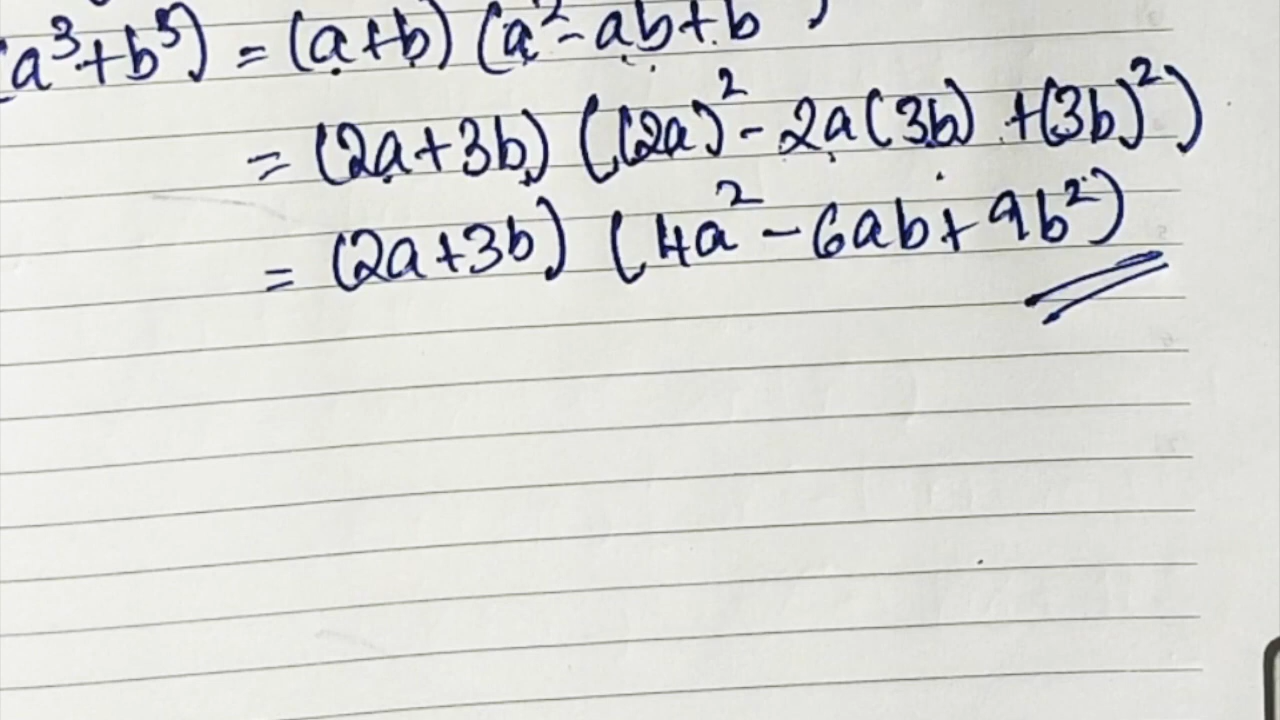 (a³+b³) = (a+b) (a²-ab+b
= (2a+3b) ((2a)² - 2a(3b) +(3b)²)
= (2a+3b) (4a² - 6ab + 9b²)